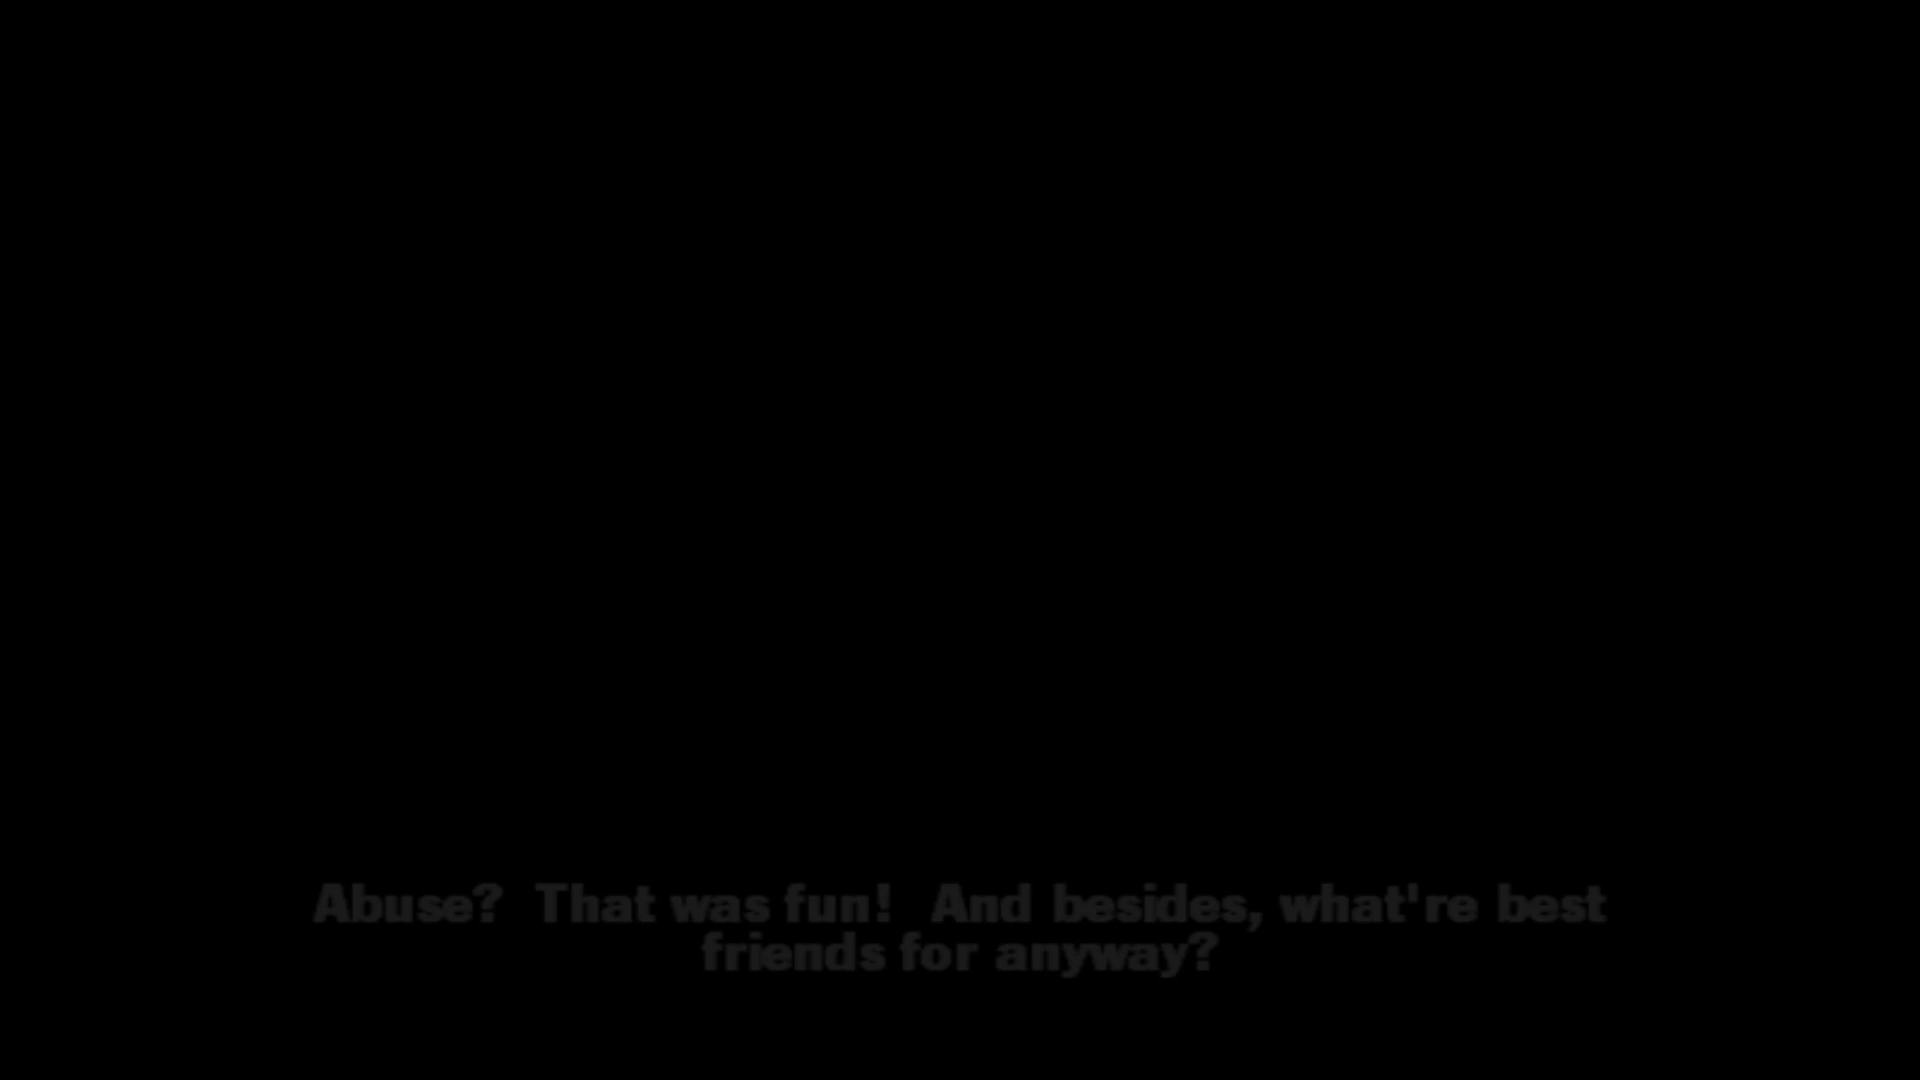 Abuse?  That was fun!  And besides, what're best
friends for anyway?